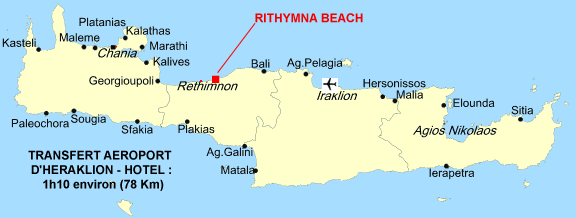 RITHYMNA BEACH
Platanias
Kalathas
Kasteli
Maleme
Marathi
Chania
Kalives
Bali
Ag.Pelagia
Georgioupoli
Rethimnon
Iraklion
Hersonissos
Malia
Elounda
Sitia
Paleochora
Sougia
Sfakia
Plakias
Agios Nikolaos
Ag.Galini
Matala
Ierapetra
TRANSFERT AEROPORT
D'HERAKLION - HOTEL :
1h10 environ (78 Km)